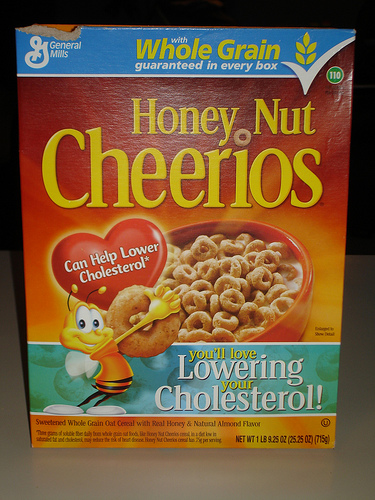 General
Mills
with
Whole Grain
guaranteed in every box
110
Honey Nut
Cheerios
Can Help Lower
Cholesterol*
you'll love
Lowering
your
Cholesterol!
Sweetened Whole Grain Oat Cereal with Real Honey & Natural Almond Flavor
NET WT 1 LB 9.25 OZ (25.25 OZ) (715g)